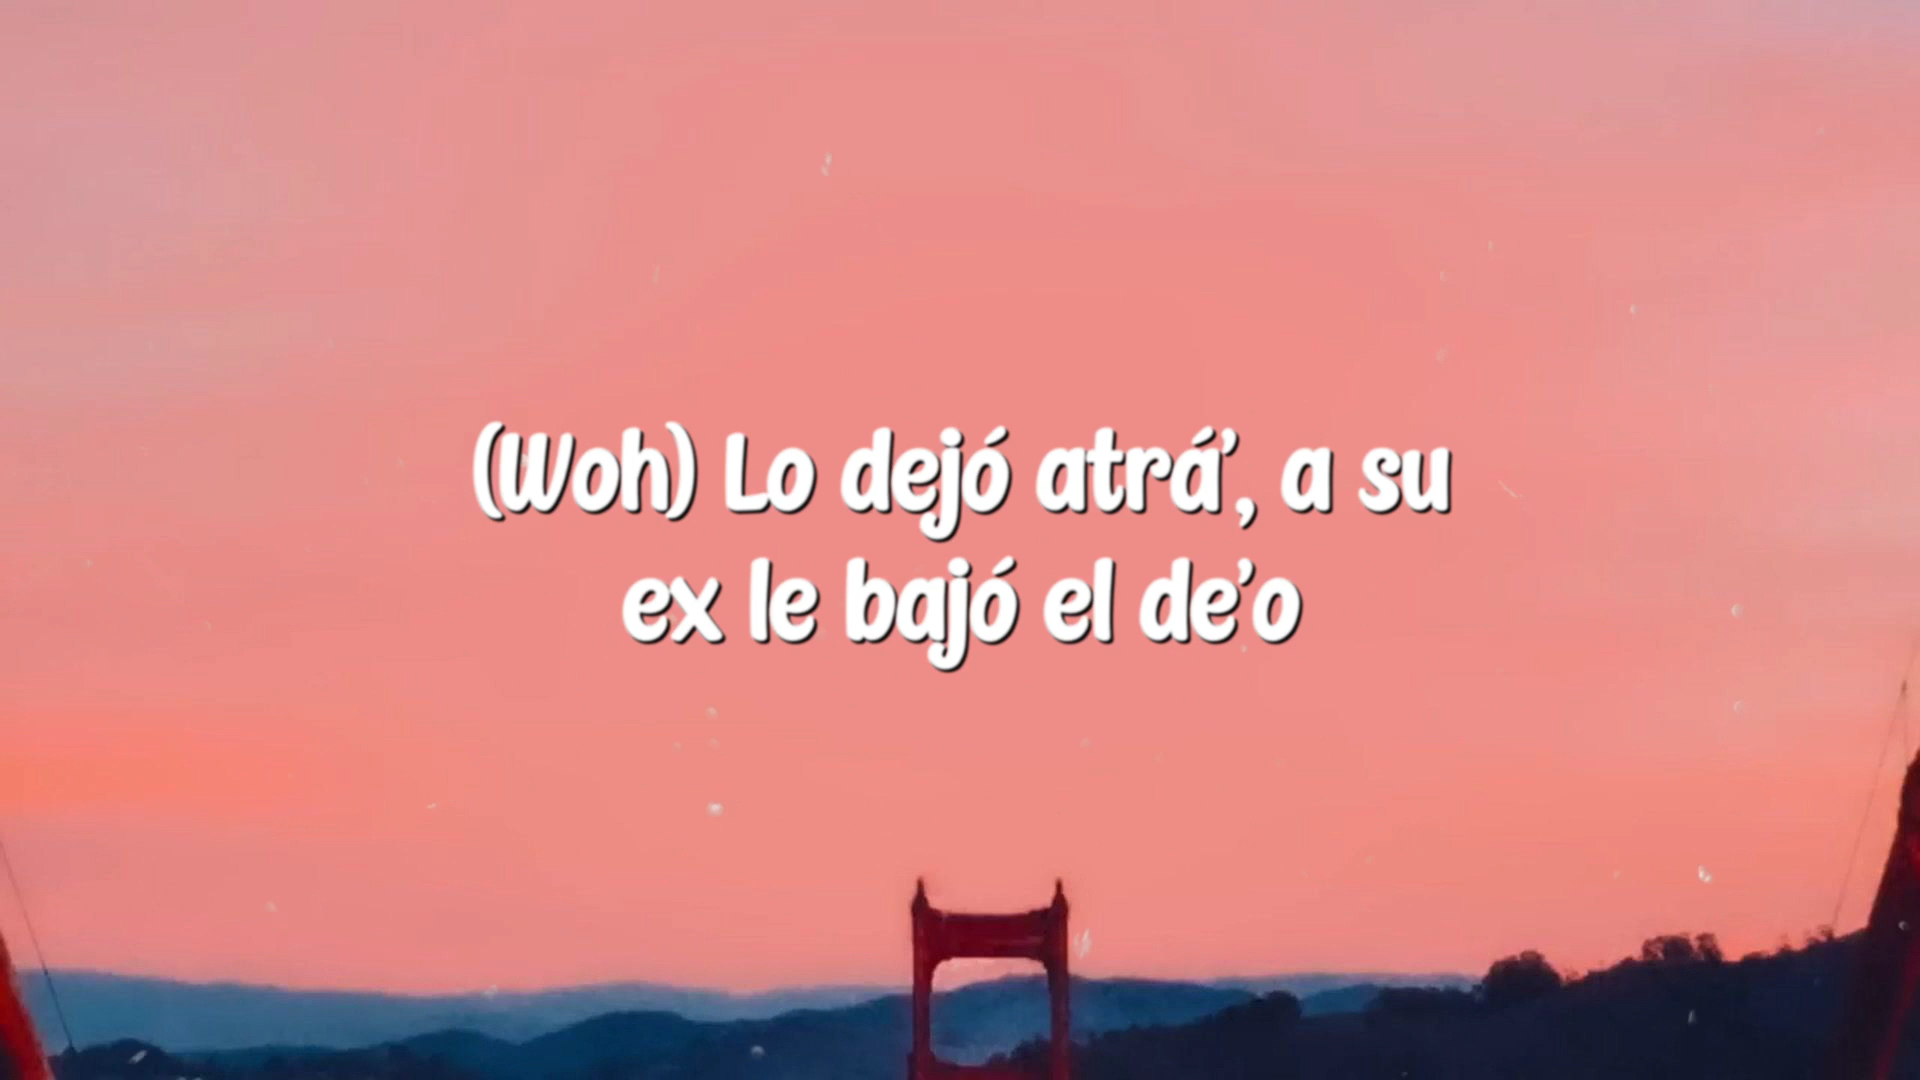 (Woh) Lo dejó atrá’, a su
ex le bajó el de’o